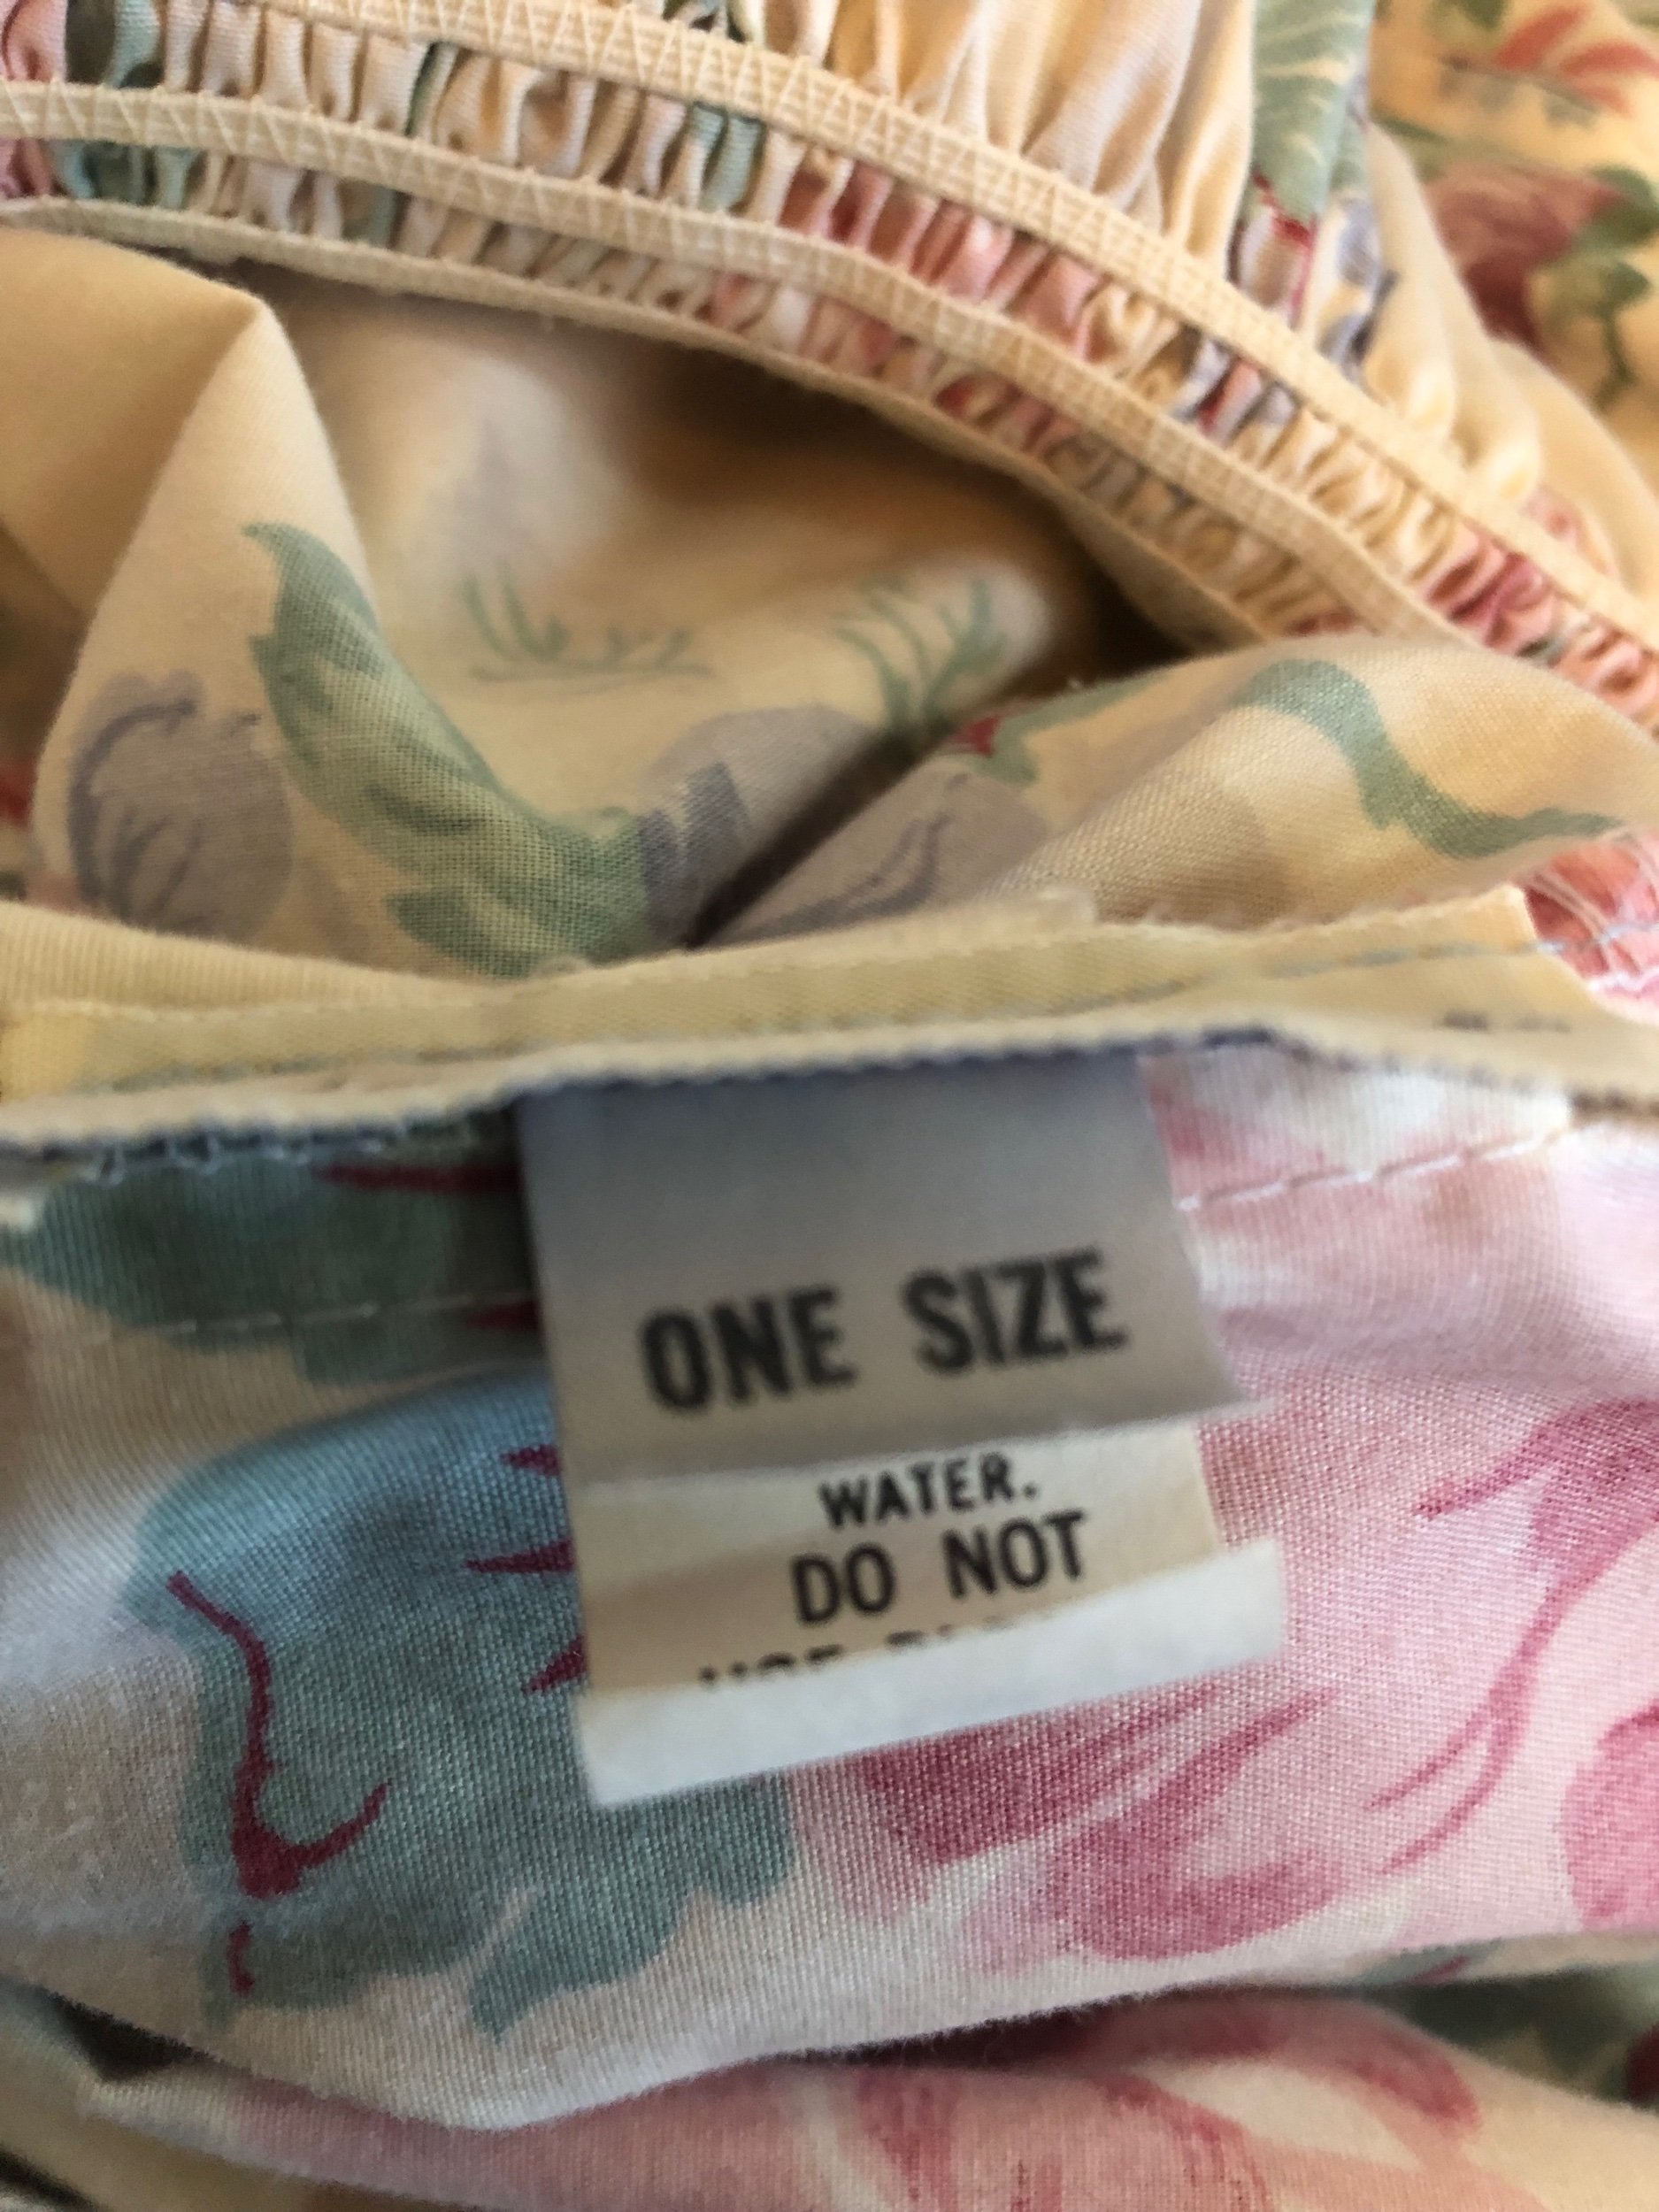 ONE SIZE
WATER.
DO NOT